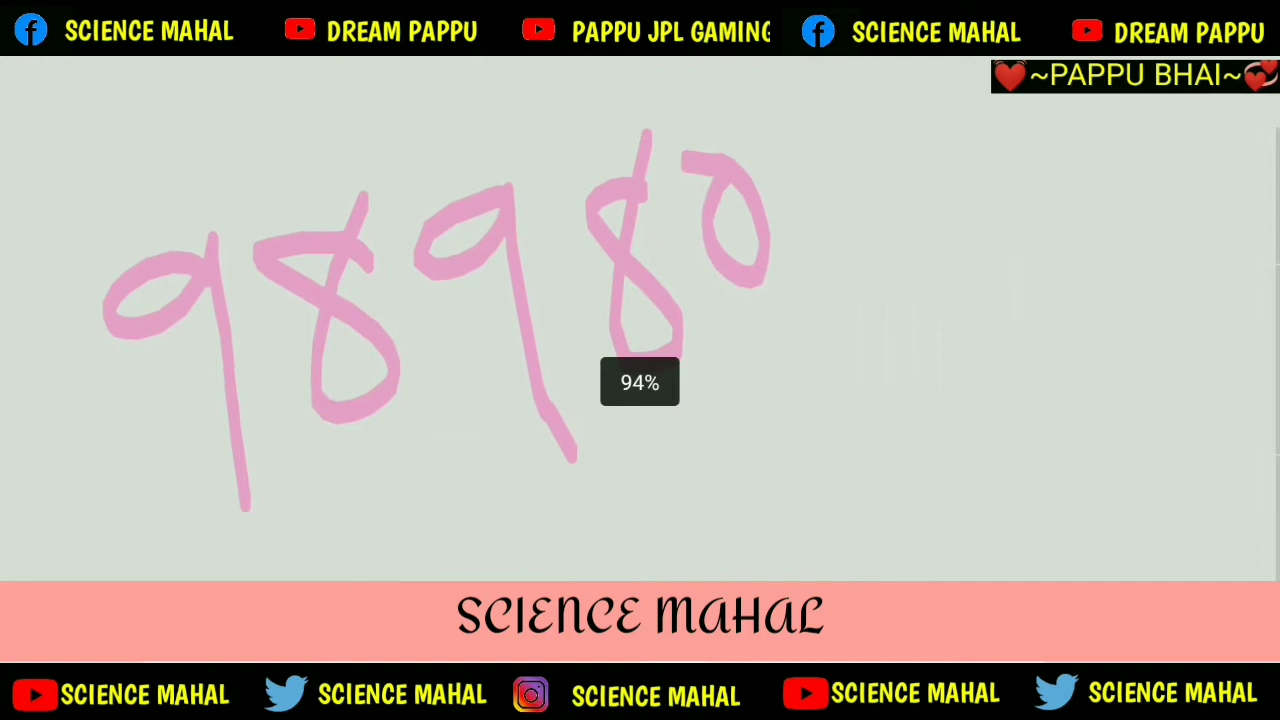 SCIENCE MAHAL DREAM PAPPU PAPPU JPL GAMING SCIENCE MAHAL DREAM PAPPU
~PAPPU BHAI~
98980
94%
SCIENCE MAHAL
SCIENCE MAHAL SCIENCE MAHAL SCIENCE MAHAL SCIENCE MAHAL SCIENCE MAHAL